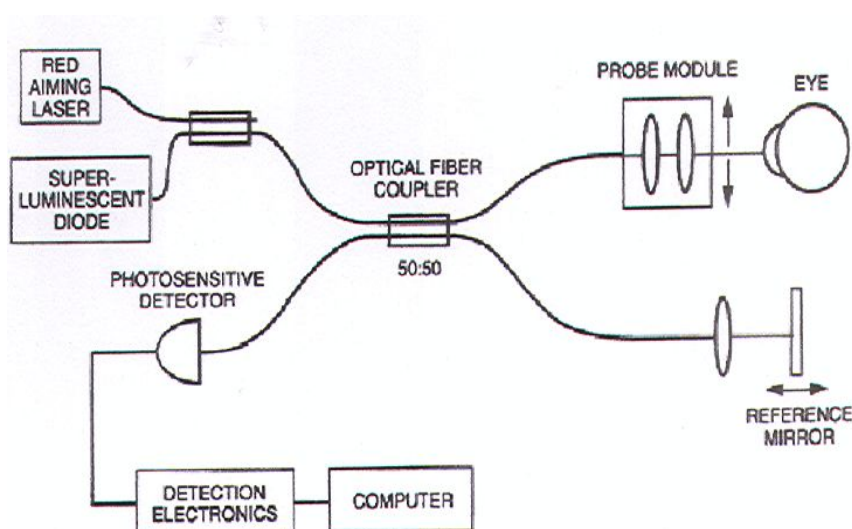 RED
AIMING
LASER
SUPER-
LUMINESCENT
DIODE
OPTICAL FIBER
COUPLER
50:50
PROBE MODULE
EYE
PHOTOSENSITIVE
DETECTOR
REFERENCE
MIRROR
DETECTION
ELECTRONICS
COMPUTER